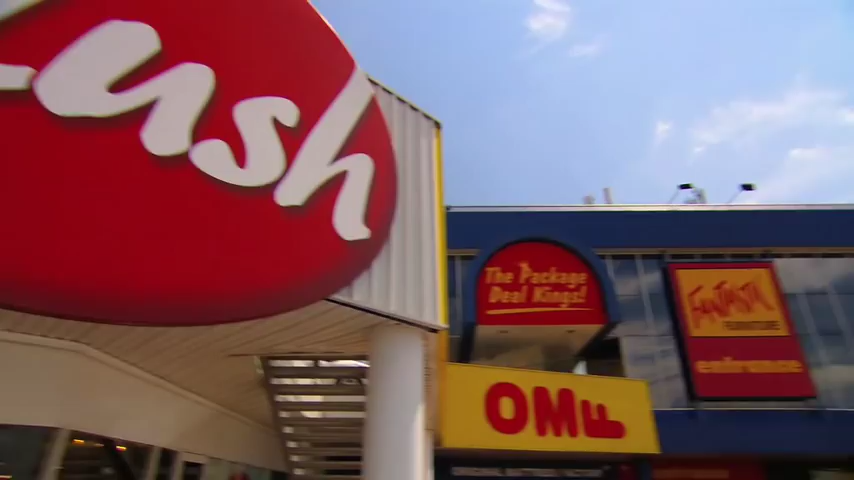 ush
The Package
Deal Kings!
FANTASTIC
FURNITURE
entrance
OMF